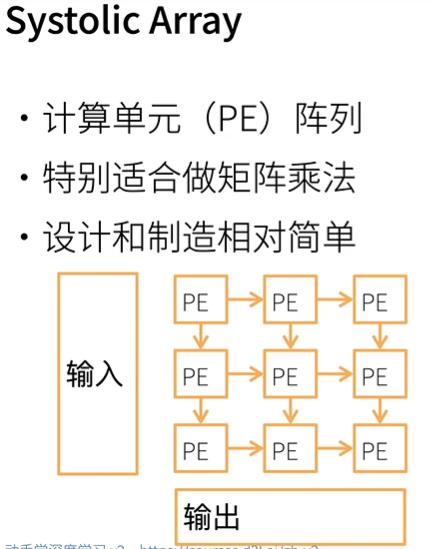 Systolic Array
• 计算单元（PE）阵列
• 特别适合做矩阵乘法
• 设计和制造相对简单
PE PE PE
输入
PE PE PE
PE PE PE
输出